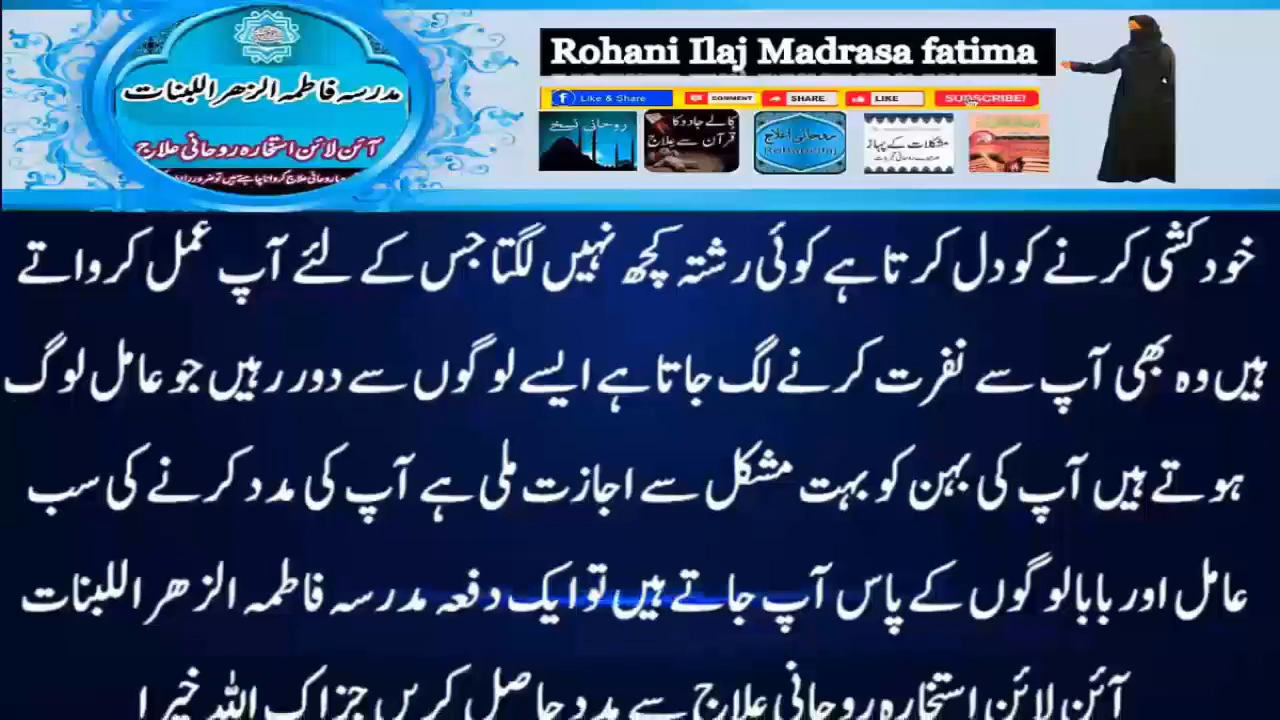 مدرسہ فاطمہ الزھرا للبنات
آئن لائن استخارہ روحانی علاج
Rohani Ilaj Madrasa fatima
Like & Share
COMMENT
SHARE
LIKE
SUBSCRIBE!
روحانی نسخے
کالے جادو کا
قرآن سے علاج
روحانی علاج
Rohani ilaj
مشکلات کے پہاڑ
خود کشی کرنے کو دل کرتا ہے کوئی رشتہ کچھ نہیں لگتا جس کے لئے آپ عمل کرواتے
ہیں وہ بھی آپ سے نفرت کرنے لگ جاتا ہے ایسے لوگوں سے دور رہیں جو عامل لوگ
ہوتے ہیں آپ کی بہن کو بہت مشکل سے اجازت ملی ہے آپ کی مدد کرنے کی سب
عامل اور بابا لوگوں کے پاس آپ جاتے ہیں تو ایک دفعہ مدرسہ فاطمہ الزھرا للبنات
آئن لائن استخارہ روحانی علاج سے مدد حاصل کریں جزاک اللہ خیرا